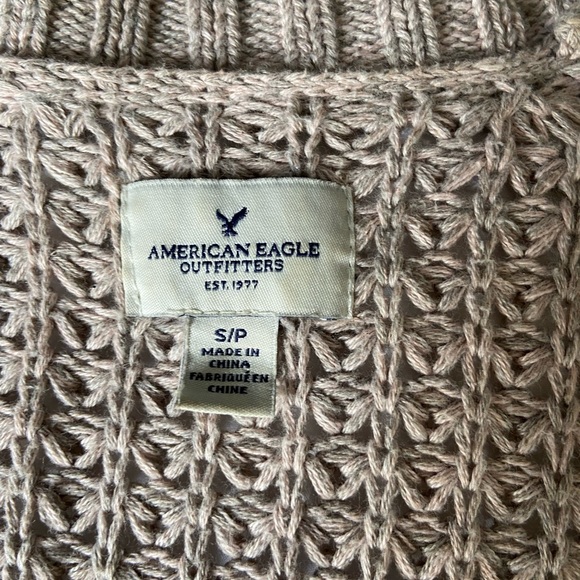 AMERICAN EAGLE
OUTFITTERS
EST. 1977
S/P
MADE IN
CHINA
FABRIQUÉ EN
CHINE